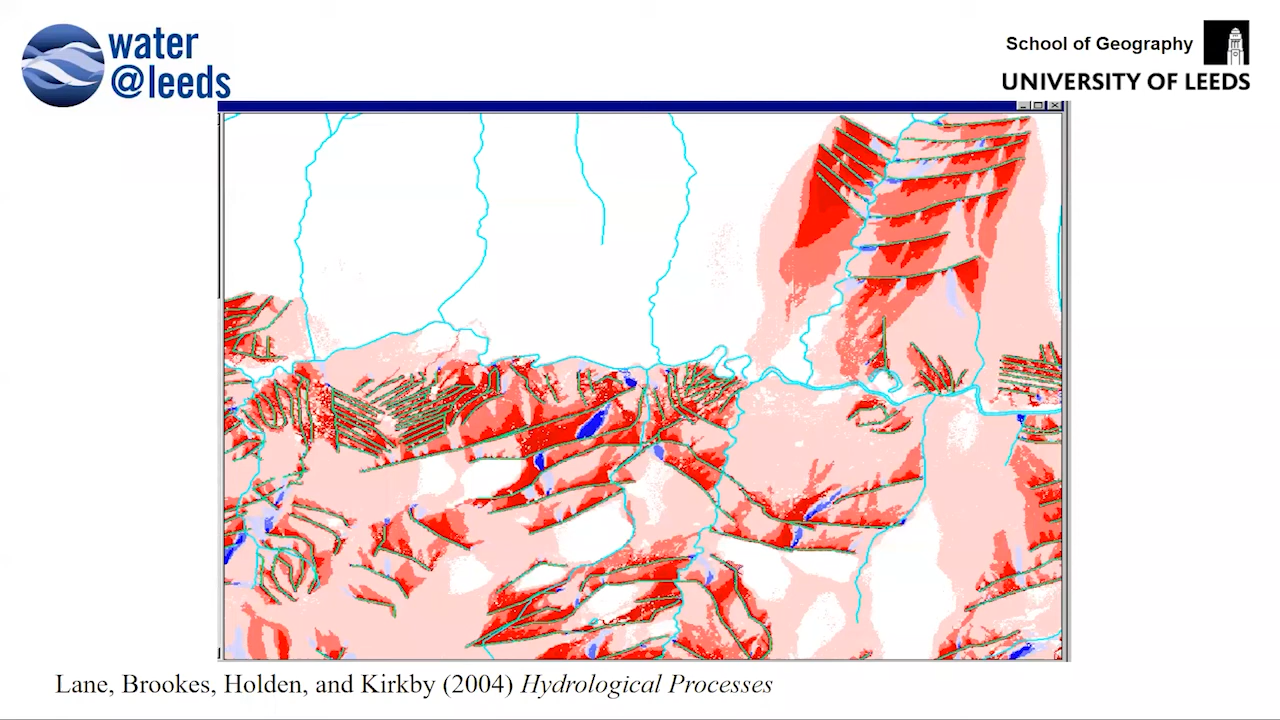 water
@leeds
School of Geography
UNIVERSITY OF LEEDS
Lane, Brookes, Holden, and Kirkby (2004) Hydrological Processes